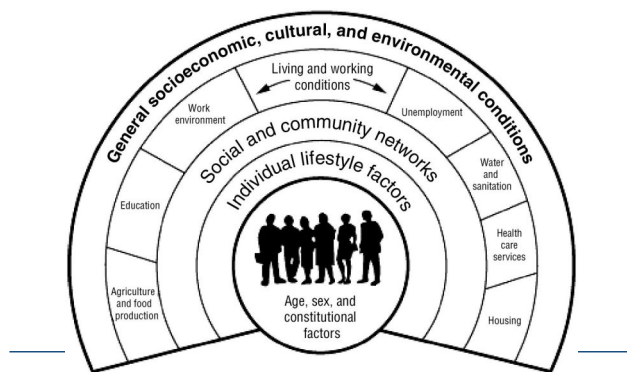 General socioeconomic, cultural, and environmental conditions
Living and working
conditions
Work
environment
Unemployment
Education
Water
and
sanitation
Agriculture
and food
production
Health
care
services
Housing
Social and community networks
Individual lifestyle factors
Age, sex, and
constitutional
factors